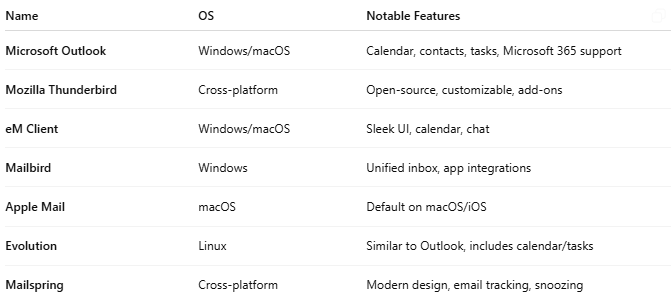 Name OS Notable Features
Microsoft Outlook Windows/macOS Calendar, contacts, tasks, Microsoft 365 support
Mozilla Thunderbird Cross-platform Open-source, customizable, add-ons
eM Client Windows/macOS Sleek UI, calendar, chat
Mailbird Windows Unified inbox, app integrations
Apple Mail macOS Default on macOS/iOS
Evolution Linux Similar to Outlook, includes calendar/tasks
Mailspring Cross-platform Modern design, email tracking, snoozing